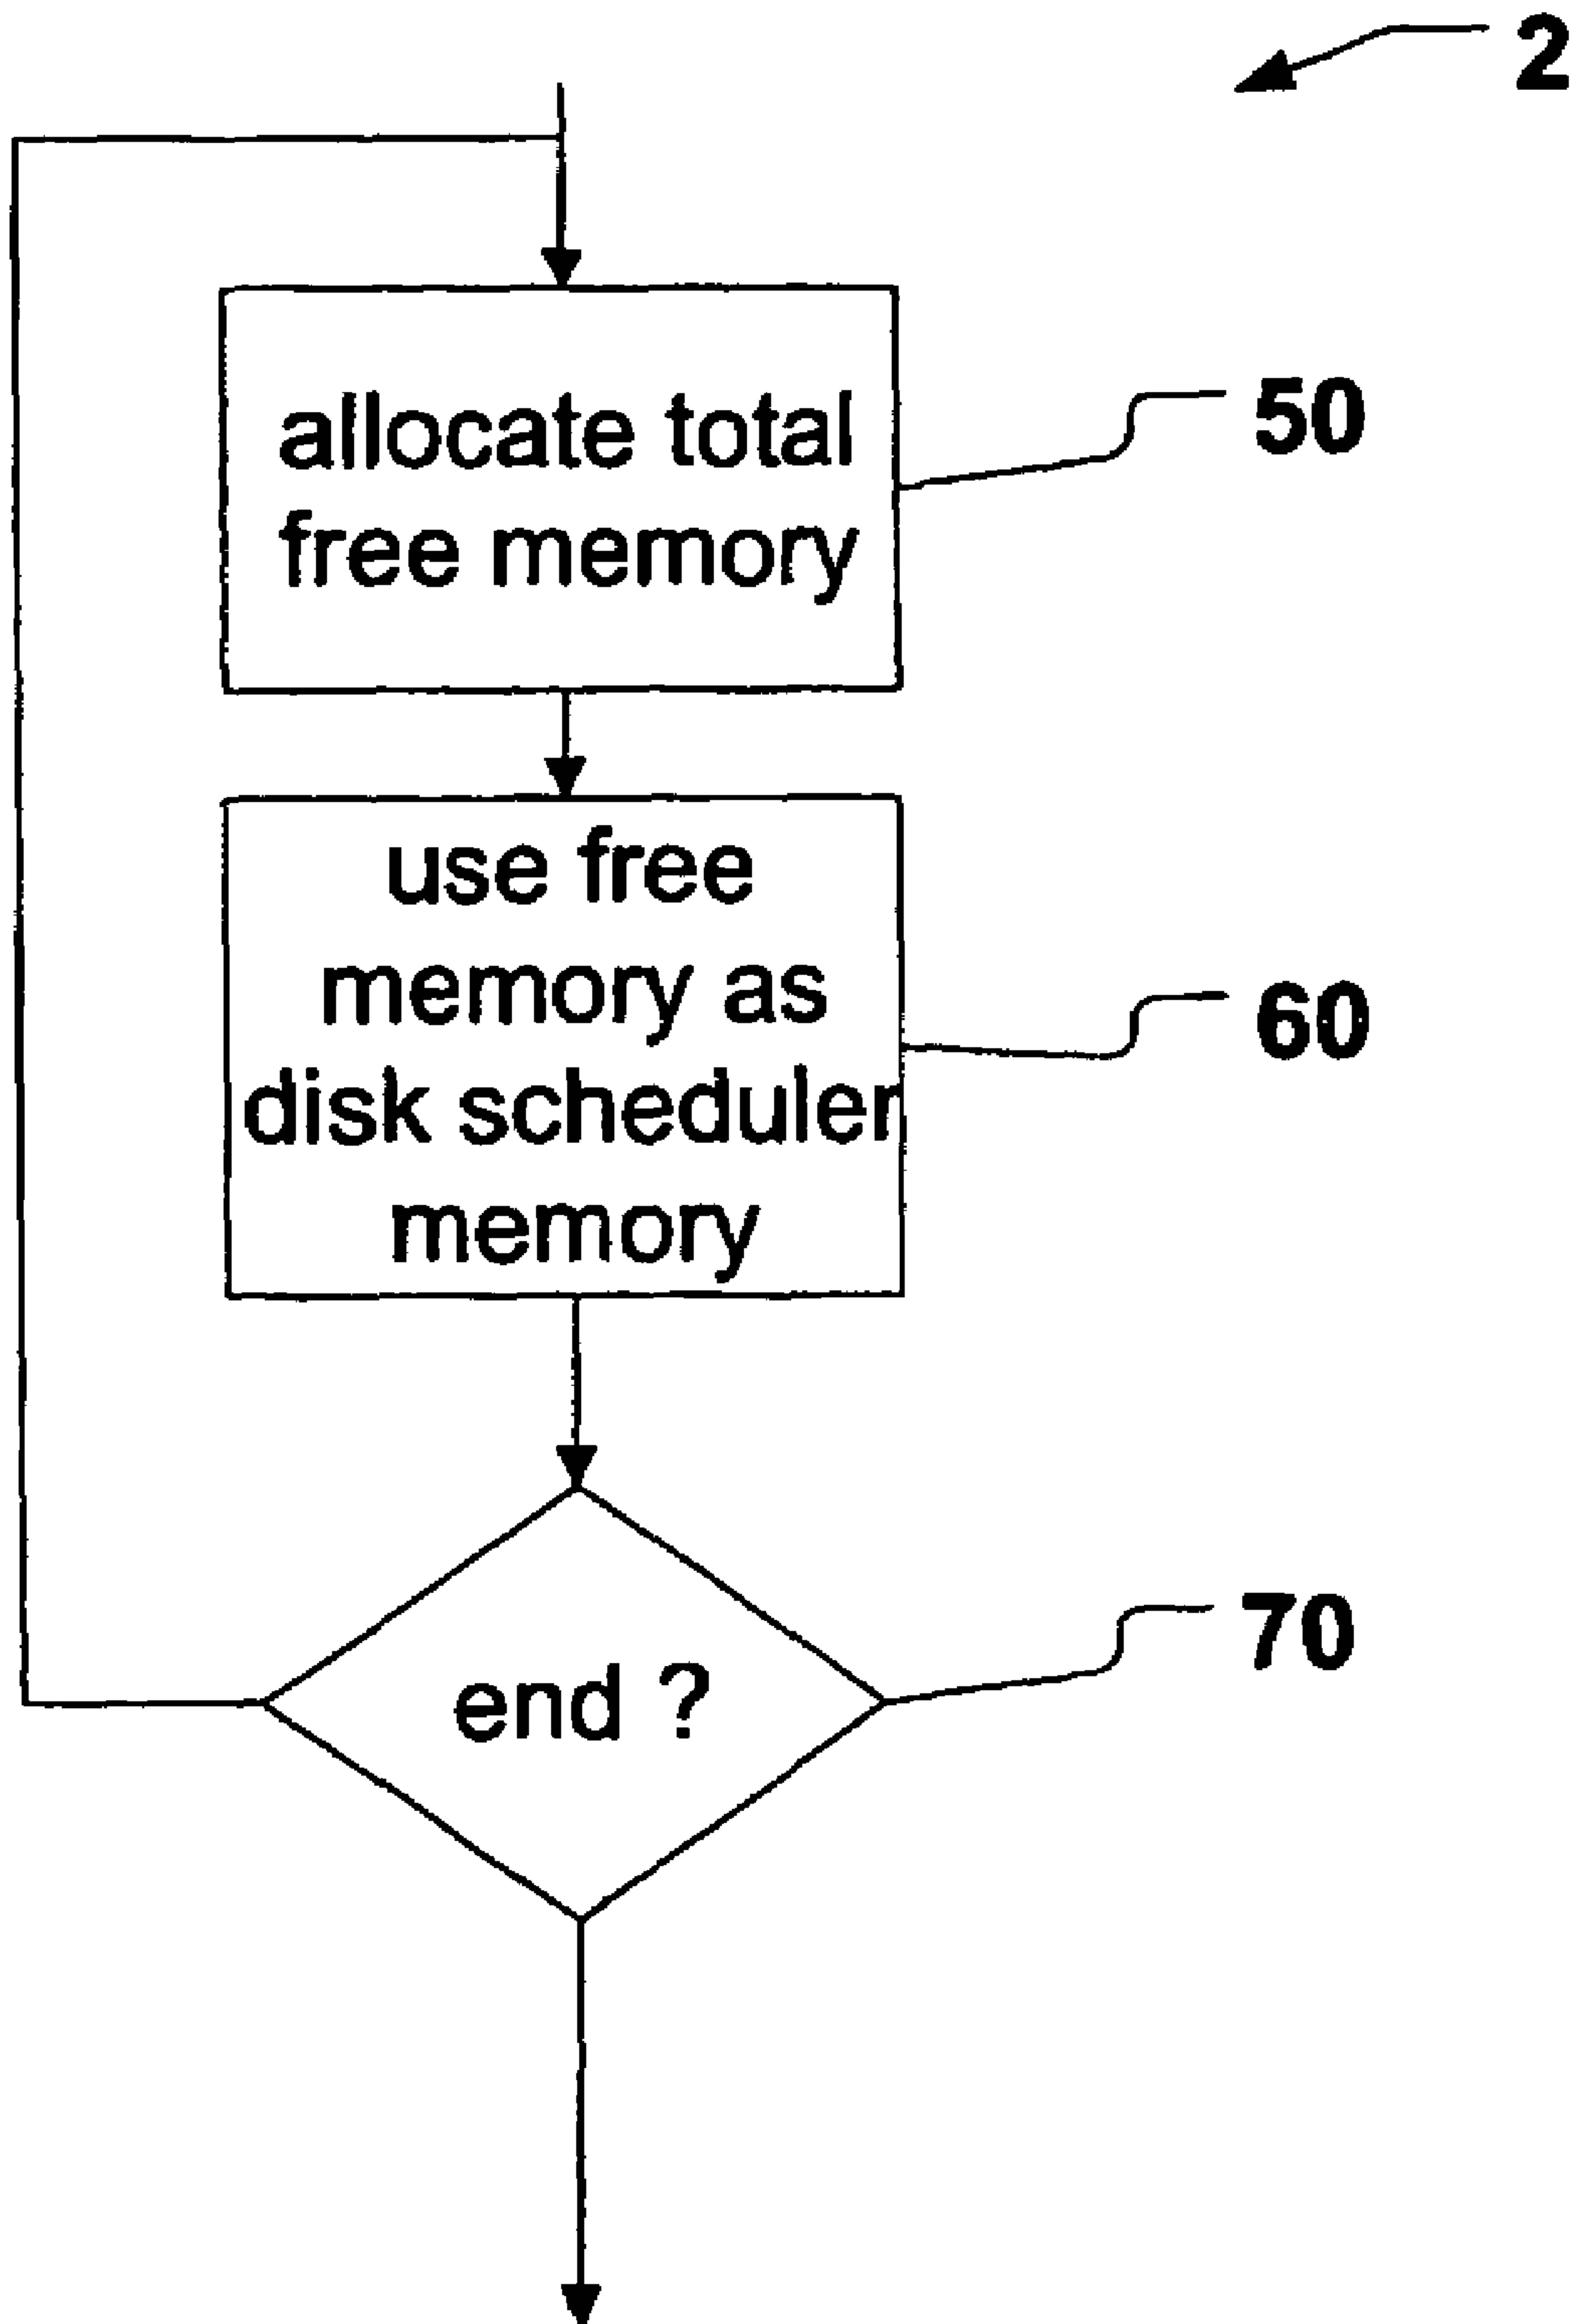 2
allocate total
free memory
50
use free
memory as
disk scheduler
memory
60
end ?
70